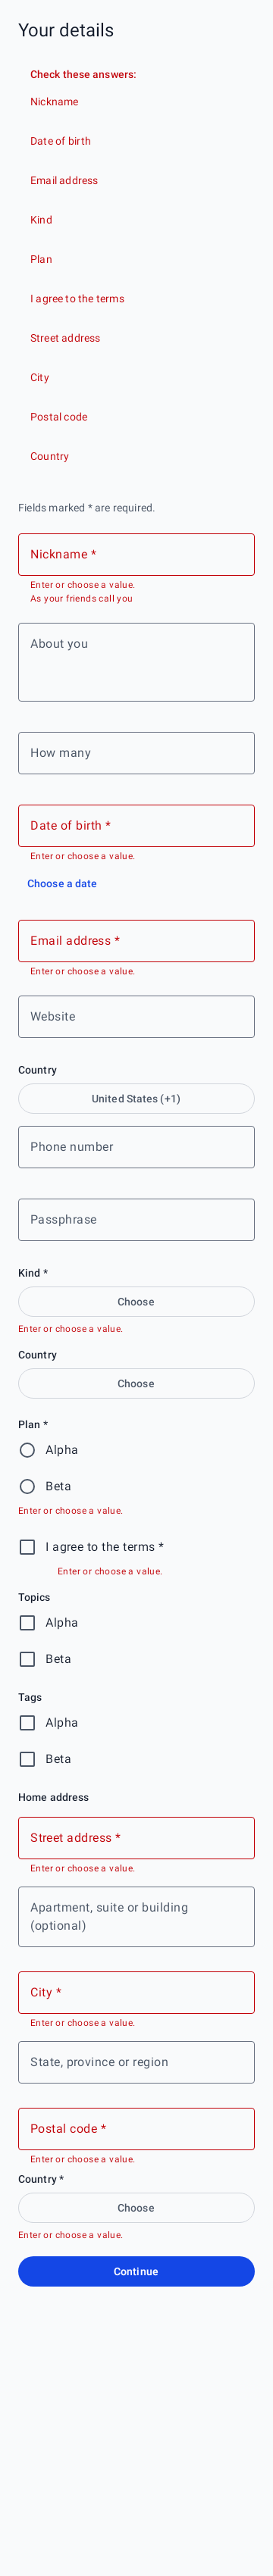 Your details
Check these answers:
Nickname
Date of birth
Email address
Kind
Plan
I agree to the terms
Street address
City
Postal code
Country
Fields marked * are required.
Nickname *
Enter or choose a value.
As your friends call you
About you
How many
Date of birth *
Enter or choose a value.
Choose a date
Email address *
Enter or choose a value.
Website
Country
United States (+1)
Phone number
Passphrase
Kind *
Choose
Enter or choose a value.
Country
Choose
Plan *
Alpha
Beta
Enter or choose a value.
I agree to the terms *
Enter or choose a value.
Topics
Alpha
Beta
Tags
Alpha
Beta
Home address
Street address *
Enter or choose a value.
Apartment, suite or building
(optional)
City *
Enter or choose a value.
State, province or region
Postal code *
Enter or choose a value.
Country *
Choose
Enter or choose a value.
Continue